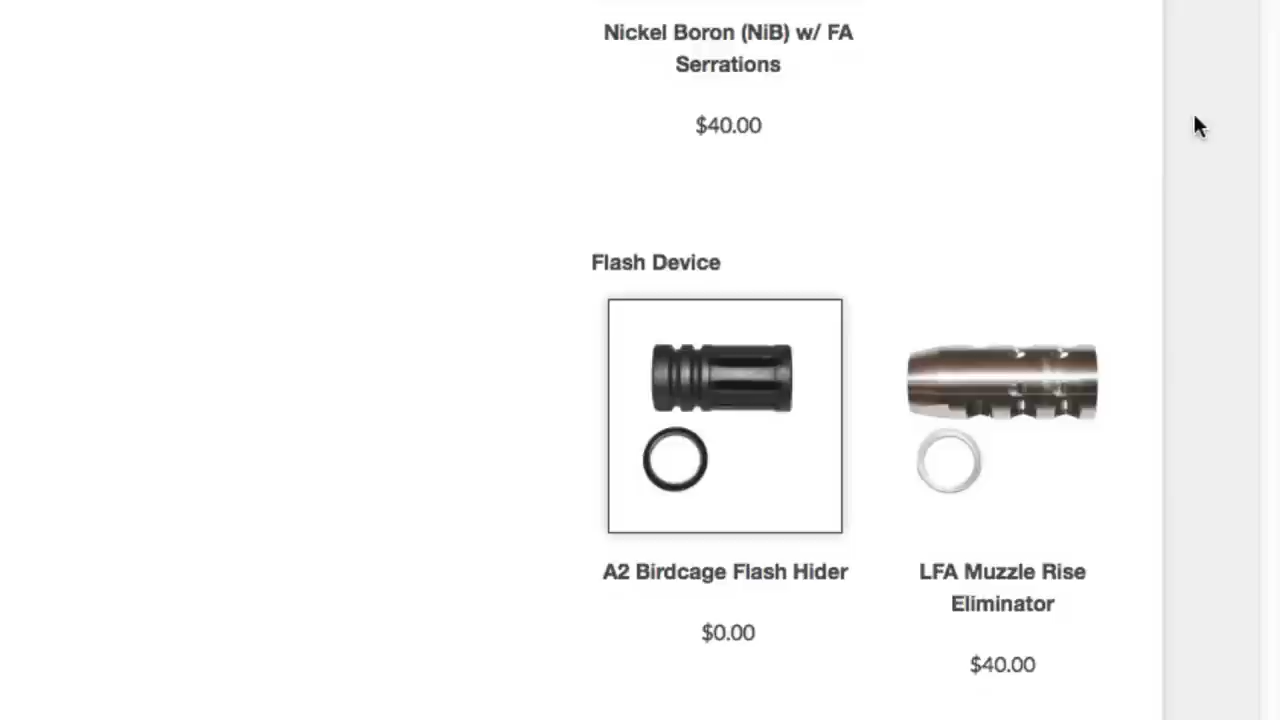 Nickel Boron (NiB) w/ FA
Serrations
$40.00
Flash Device
A2 Birdcage Flash Hider
$0.00
LFA Muzzle Rise
Eliminator
$40.00